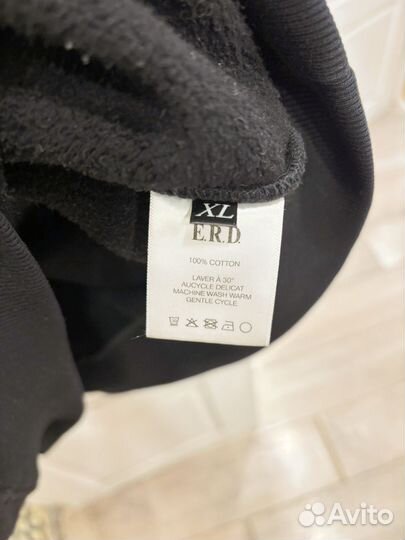 XL
E.R.D.
100% COTTON
LAVER À 30°
AUCYCLE DELICAT
MACHINE WASH WARM
GENTLE CYCLE
Avito